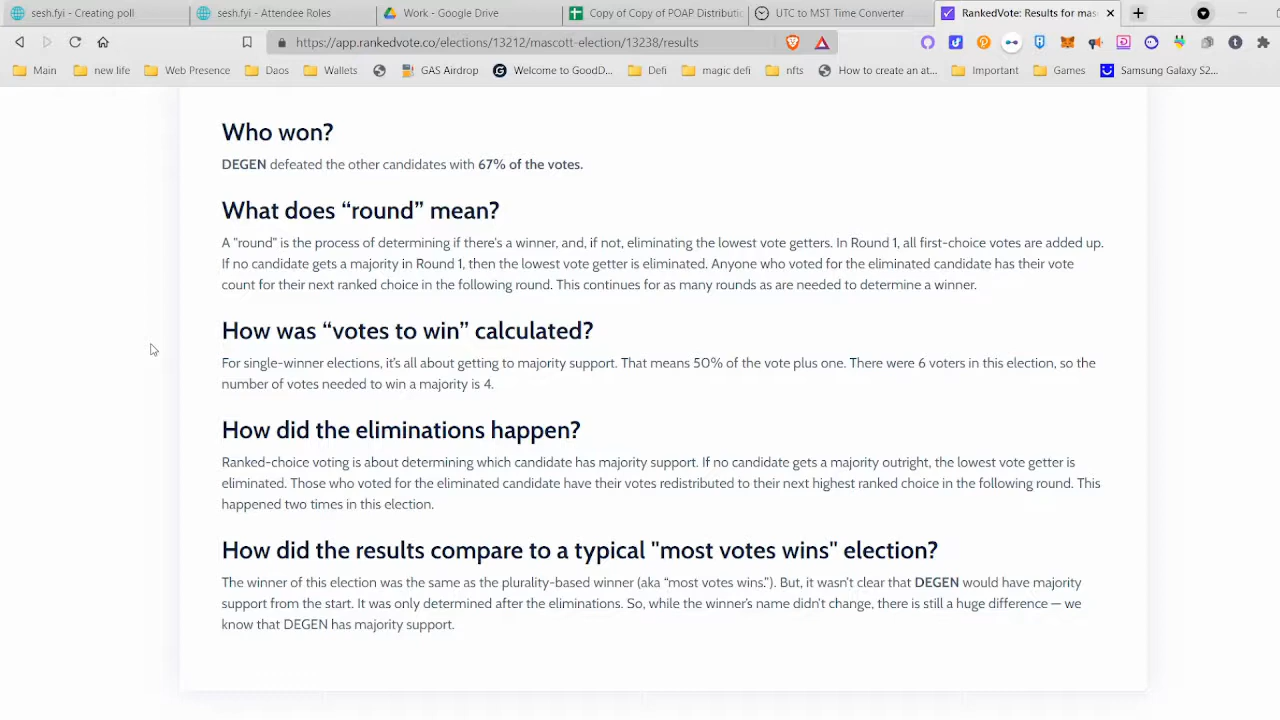 sesh.fyi - Creating poll
sesh.fyi - Attendee Roles
Work - Google Drive
Copy of Copy of POAP Distributic
UTC to MST Time Converter
RankedVote: Results for mas
https://app.rankedvote.co/elections/13212/mascott-election/13238/results
Main
new life
Web Presence
Daos
Wallets
GAS Airdrop
Welcome to GoodD...
Defi
magic defi
nfts
How to create an at...
Important
Games
Samsung Galaxy S2...
Who won?
DEGEN defeated the other candidates with 67% of the votes.
What does “round” mean?
A "round" is the process of determining if there's a winner, and, if not, eliminating the lowest vote getters. In Round 1, all first-choice votes are added up.
If no candidate gets a majority in Round 1, then the lowest vote getter is eliminated. Anyone who voted for the eliminated candidate has their vote
count for their next ranked choice in the following round. This continues for as many rounds as are needed to determine a winner.
How was “votes to win” calculated?
For single-winner elections, it's all about getting to majority support. That means 50% of the vote plus one. There were 6 voters in this election, so the
number of votes needed to win a majority is 4.
How did the eliminations happen?
Ranked-choice voting is about determining which candidate has majority support. If no candidate gets a majority outright, the lowest vote getter is
eliminated. Those who voted for the eliminated candidate have their votes redistributed to their next highest ranked choice in the following round. This
happened two times in this election.
How did the results compare to a typical "most votes wins" election?
The winner of this election was the same as the plurality-based winner (aka “most votes wins.”). But, it wasn't clear that DEGEN would have majority
support from the start. It was only determined after the eliminations. So, while the winner's name didn't change, there is still a huge difference — we
know that DEGEN has majority support.